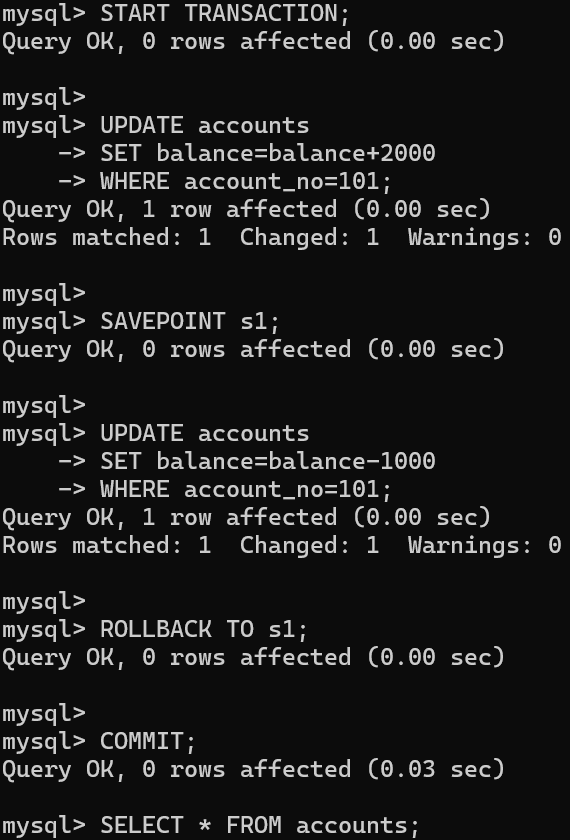 mysql> START TRANSACTION;
Query OK, 0 rows affected (0.00 sec)
mysql>
mysql> UPDATE accounts
    -> SET balance=balance+2000
    -> WHERE account_no=101;
Query OK, 1 row affected (0.00 sec)
Rows matched: 1  Changed: 1  Warnings: 0
mysql>
mysql> SAVEPOINT s1;
Query OK, 0 rows affected (0.00 sec)
mysql>
mysql> UPDATE accounts
    -> SET balance=balance-1000
    -> WHERE account_no=101;
Query OK, 1 row affected (0.00 sec)
Rows matched: 1  Changed: 1  Warnings: 0
mysql>
mysql> ROLLBACK TO s1;
Query OK, 0 rows affected (0.00 sec)
mysql>
mysql> COMMIT;
Query OK, 0 rows affected (0.03 sec)
mysql> SELECT * FROM accounts;